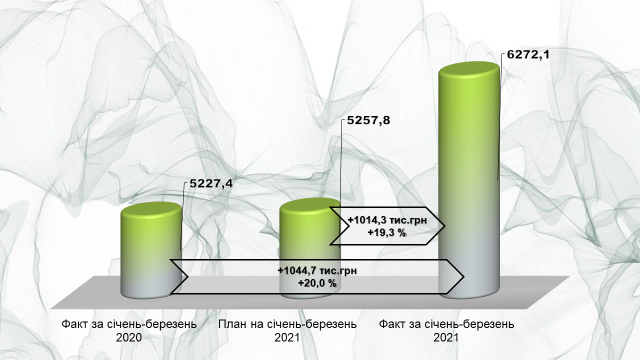 6272,1
5257,8
5227,4
+1014,3 тис.грн
+19,3 %
+1044,7 тис.грн
+20,0 %
Факт за січень-березень
2020
План на січень-березень
2021
Факт за січень-березень
2021